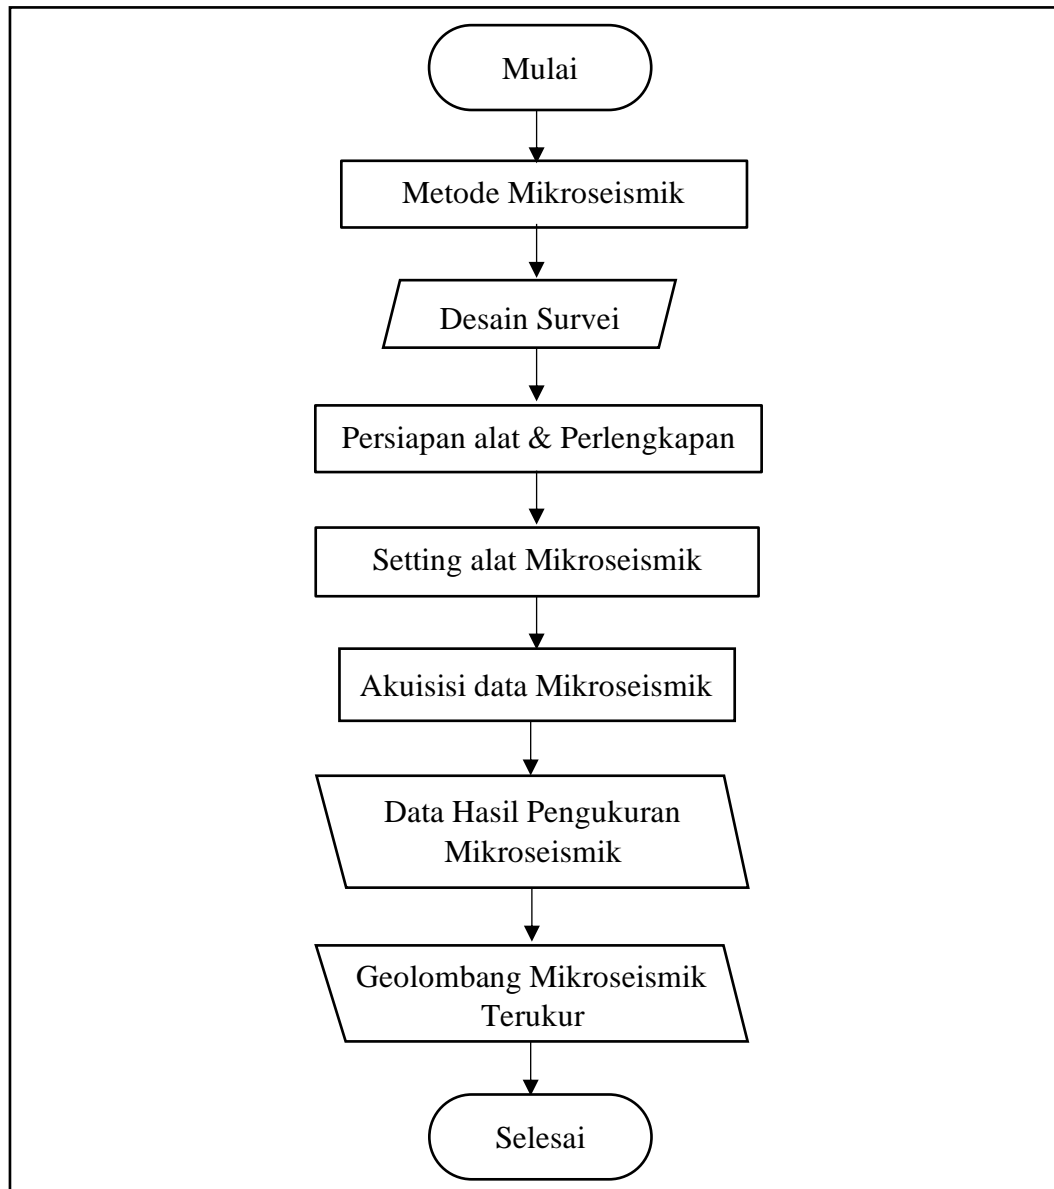 Mulai
Metode Mikroseismik
Desain Survei
Persiapan alat & Perlengkapan
Setting alat Mikroseismik
Akuisisi data Mikroseismik
Data Hasil Pengukuran
Mikroseismik
Geolombang Mikroseismik
Terukur
Selesai